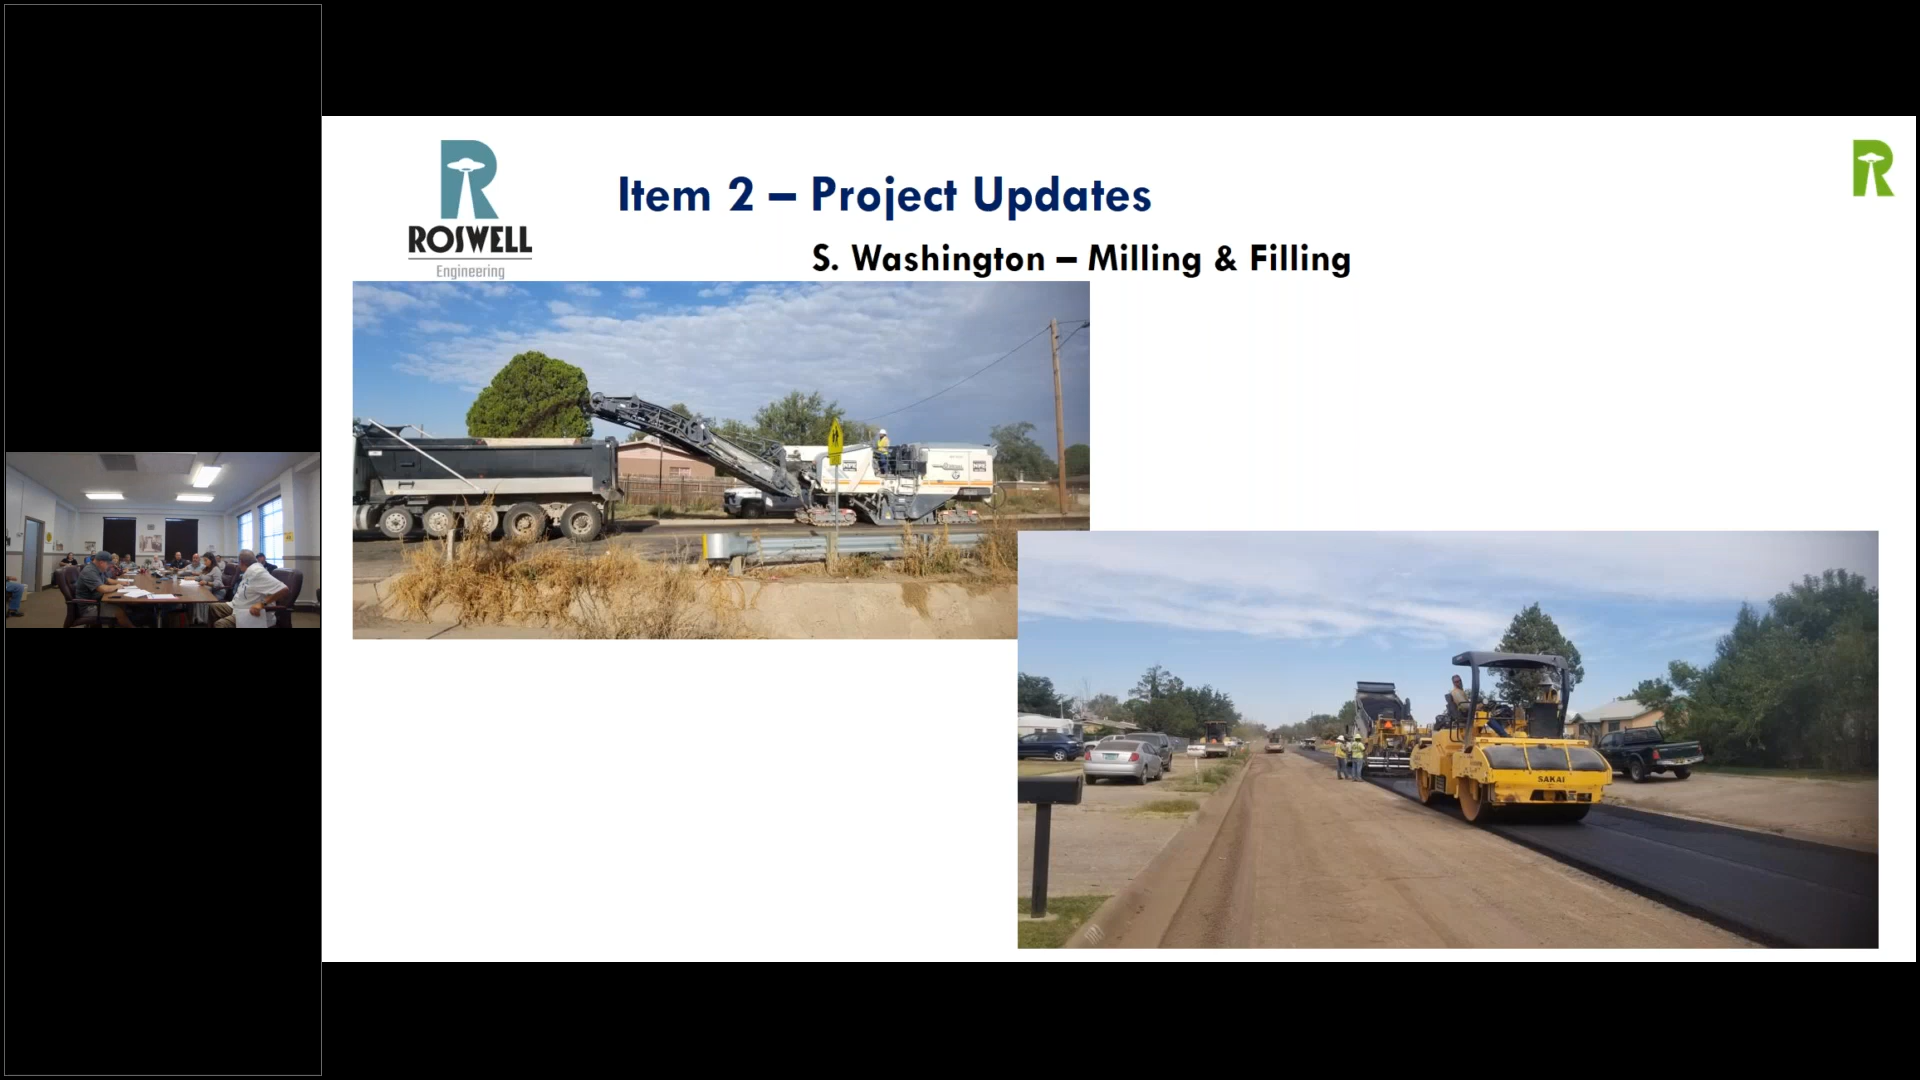 Item 2 – Project Updates
ROSWELL
Engineering
S. Washington – Milling & Filling
SAKAI